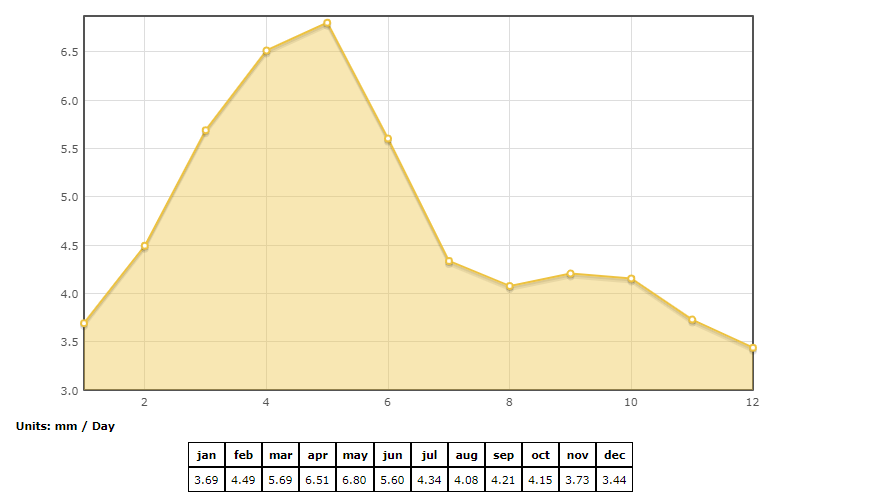 6.5
6.0
5.5
5.0
4.5
4.0
3.5
3.0
2 4 6 8 10 12
Units: mm / Day
jan feb mar apr may jun jul aug sep oct nov dec
3.69 4.49 5.69 6.51 6.80 5.60 4.34 4.08 4.21 4.15 3.73 3.44